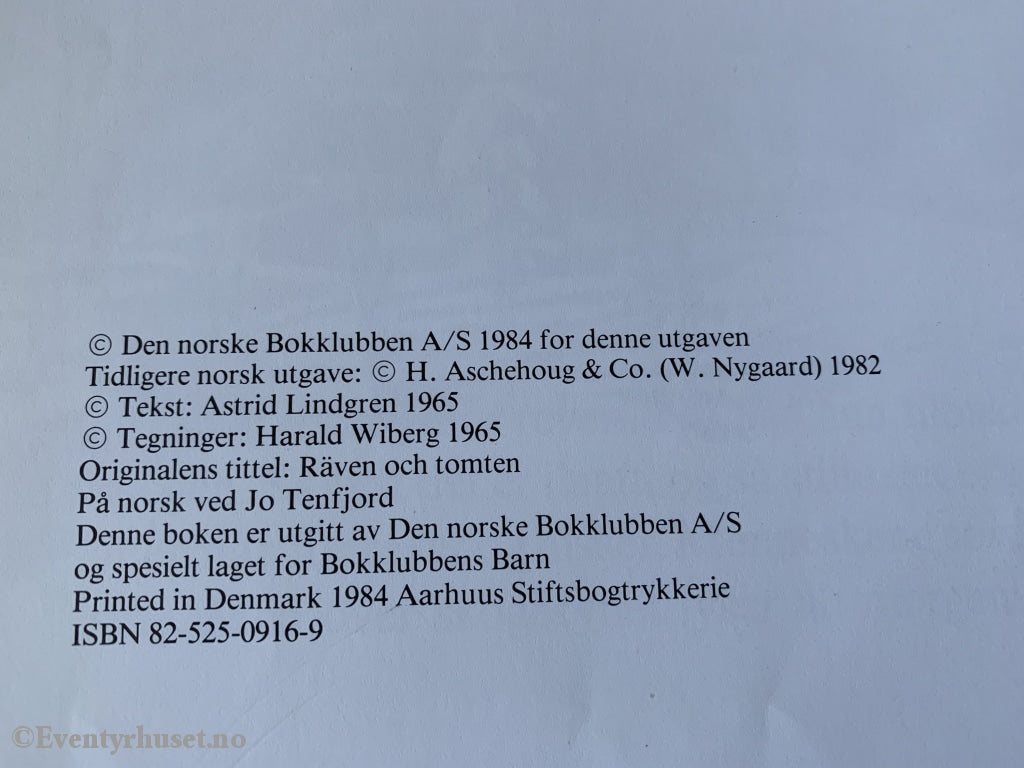 © Den norske Bokklubben A/S 1984 for denne utgaven
Tidligere norsk utgave: © H. Aschehoug & Co. (W. Nygaard) 1982
© Tekst: Astrid Lindgren 1965
© Tegninger: Harald Wiberg 1965
Originalens tittel: Räven och tomten
På norsk ved Jo Tenfjord
Denne boken er utgitt av Den norske Bokklubben A/S
og spesielt laget for Bokklubbens Barn
Printed in Denmark 1984 Aarhuus Stiftsbogtrykkerie
ISBN 82-525-0916-9
©Eventyrhuset.no